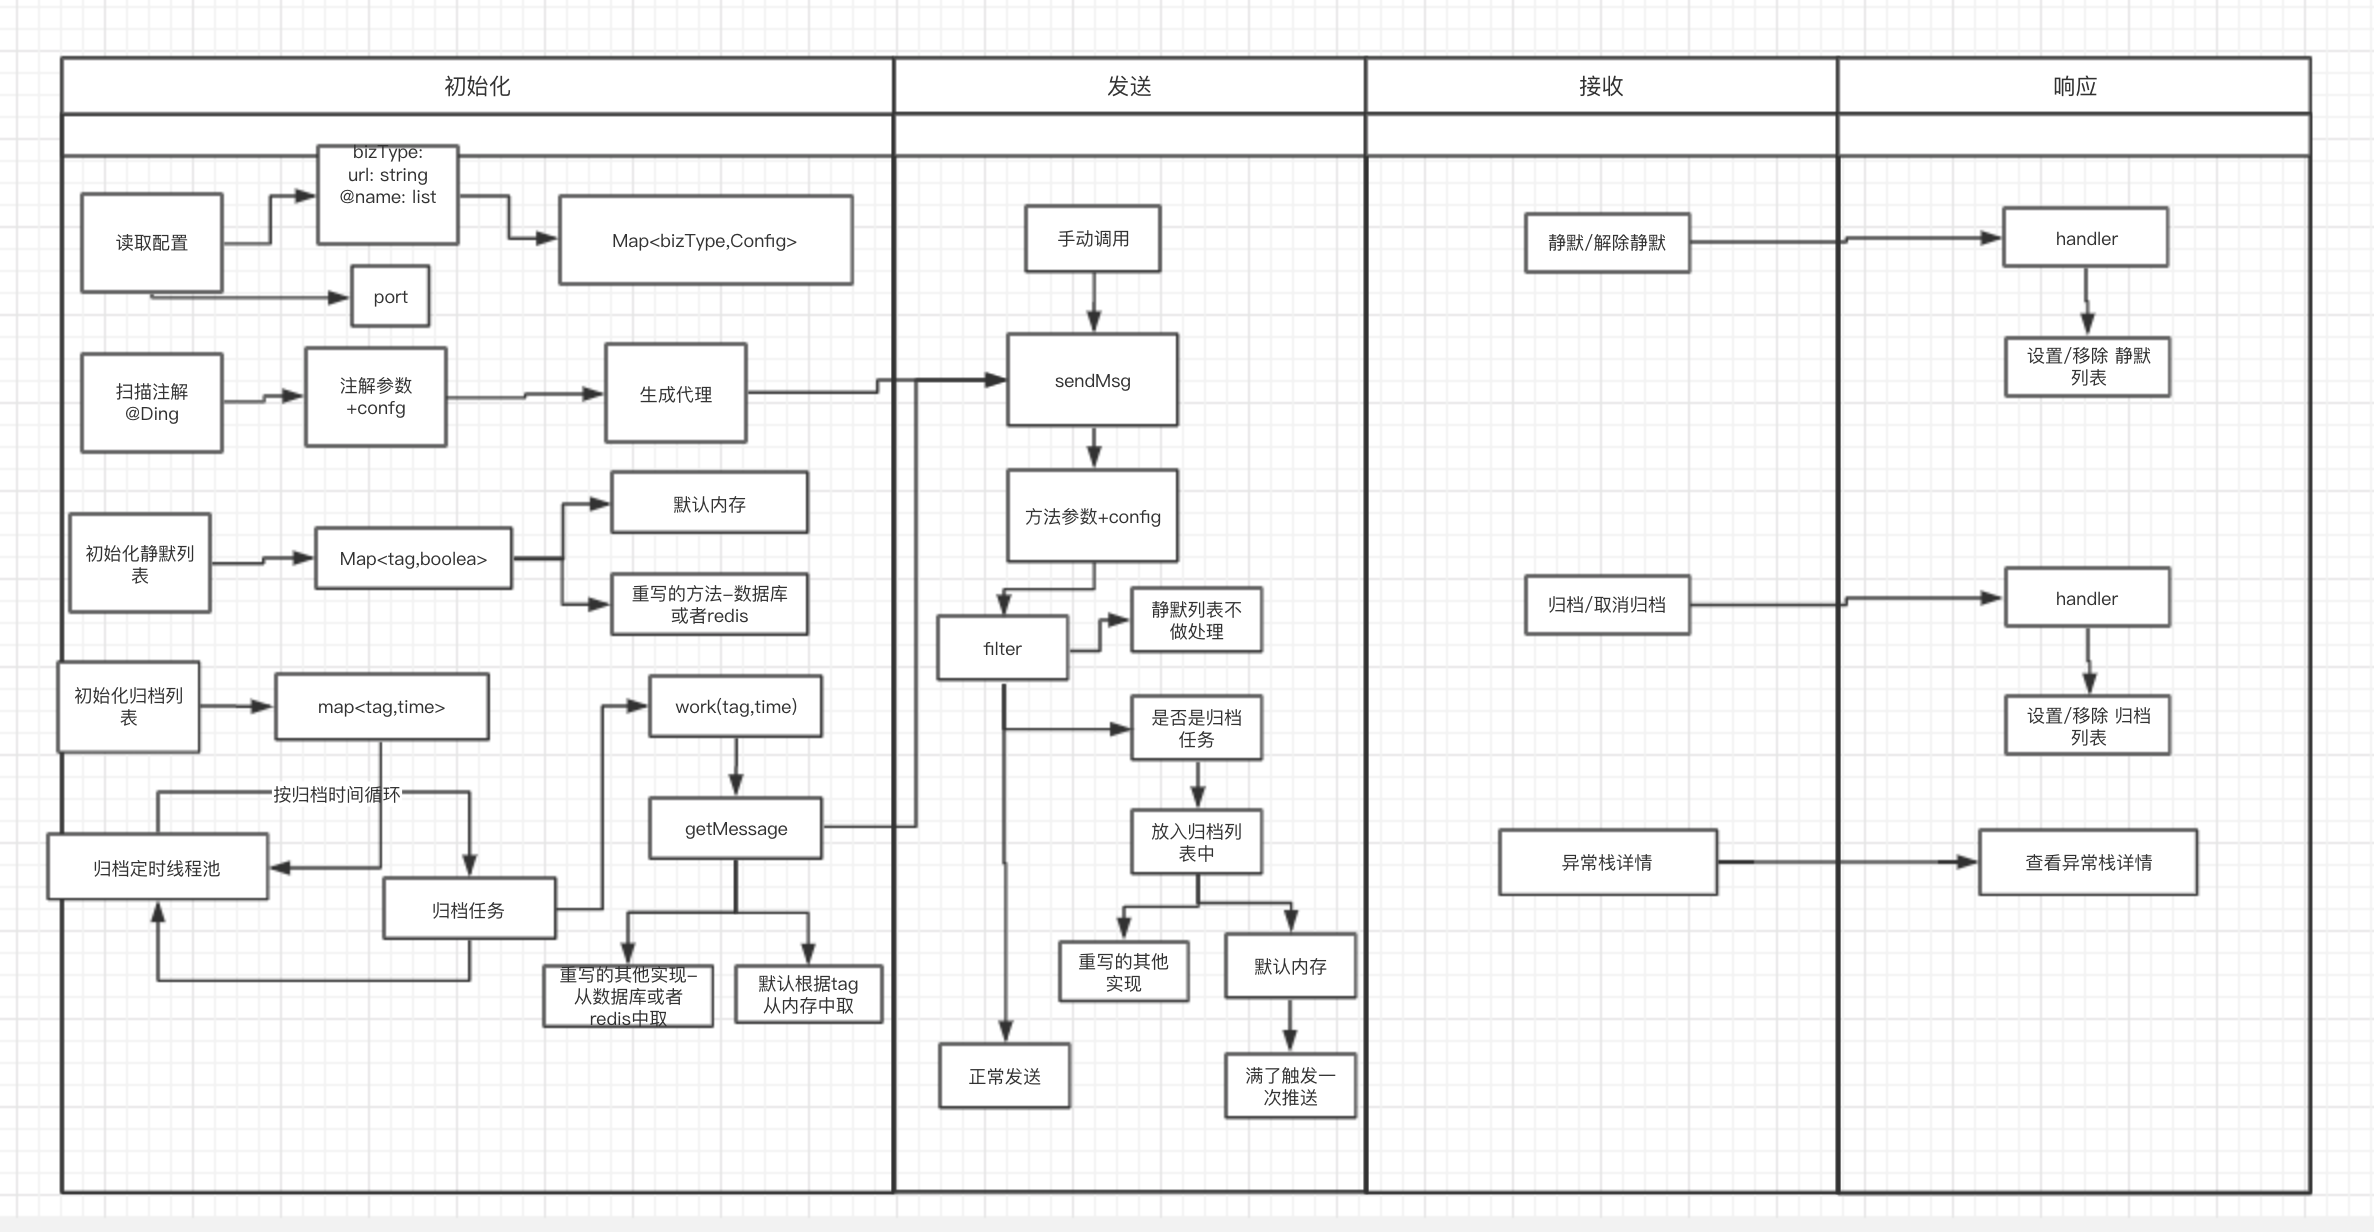 初始化
发送
接收
响应
bizType:
url: string
@name: list
读取配置
Map<bizType,Config>
port
扫描注解
@Ding
注解参数
+confg
生成代理
初始化静默列
表
Map<tag,boolea>
默认内存
重写的方法-数据库
或者redis
初始化归档列
表
map<tag,time>
work(tag,time)
按归档时间循环
getMessage
归档定时线程池
归档任务
重写的其他实现-
从数据库或者
redis中取
默认根据tag
从内存中取
手动调用
sendMsg
方法参数+config
filter
静默列表不
做处理
是否是归档
任务
放入归档列
表中
重写的其他
实现
默认内存
正常发送
满了触发一
次推送
静默/解除静默
归档/取消归档
异常栈详情
handler
设置/移除 静默
列表
handler
设置/移除 归档
列表
查看异常栈详情